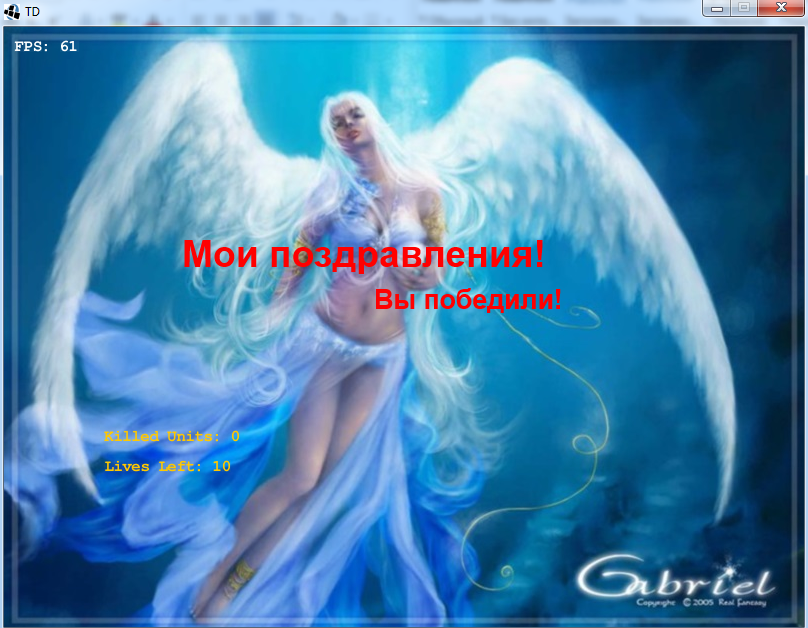 TD
FPS: 61
Мои поздравления!
Вы победили!
Killed Units: 0
Lives Left: 10
Gabriel
Copyright ©2005 Real Fantasy